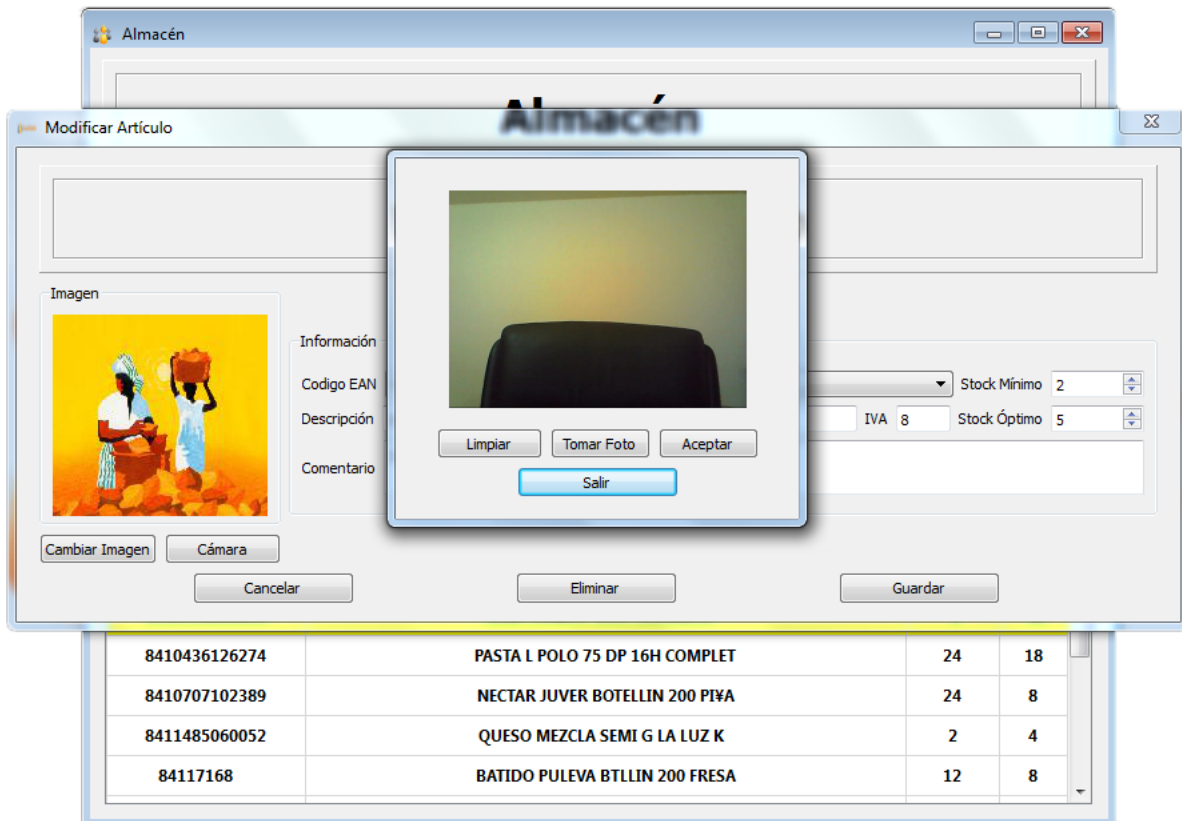 Almacén
Almacén
Modificar Artículo
Imagen
Información
Codigo EAN
Stock Mínimo 2
Descripción
IVA 8 Stock Óptimo 5
Comentario
Limpiar Tomar Foto Aceptar
Salir
Cambiar Imagen Cámara
Cancelar Eliminar Guardar
8410436126274 PASTA L POLO 75 DP 16H COMPLET 24 18
8410707102389 NECTAR JUVER BOTELLIN 200 PI¥A 24 8
8411485060052 QUESO MEZCLA SEMI G LA LUZ K 2 4
84117168 BATIDO PULEVA BTLLIN 200 FRESA 12 8